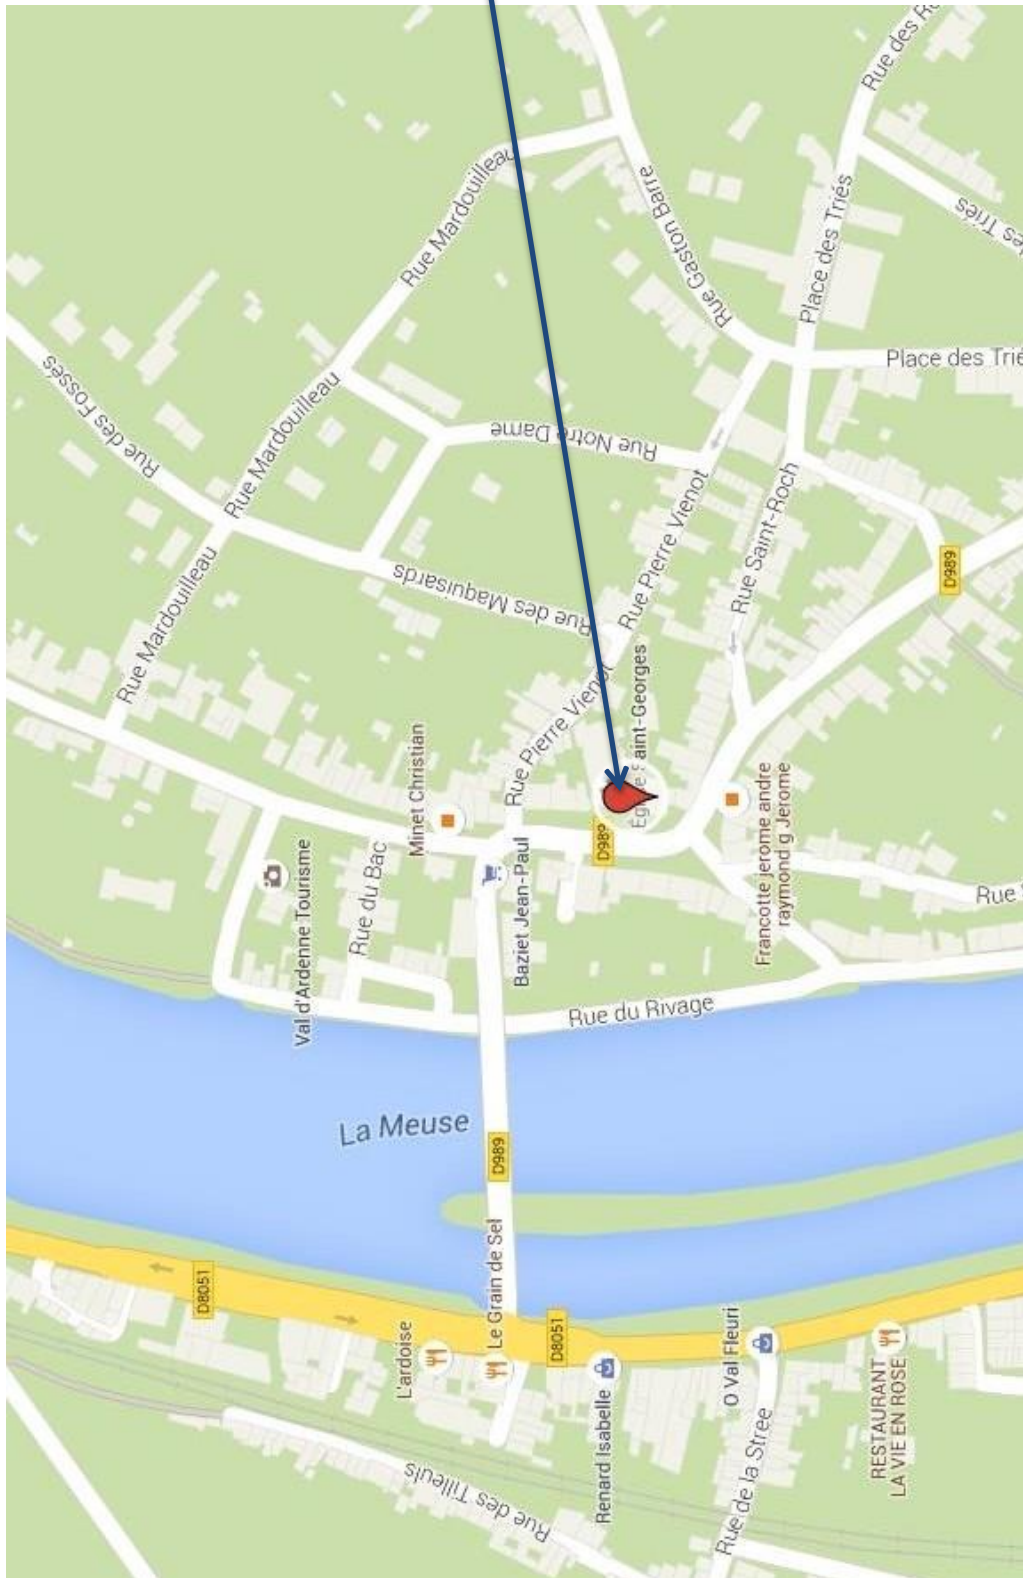 Rue des Fossés
Rue Mardouilleau
Rue Mardouilleau
D8051
Rue Mardouilleau
Val d'Ardenne Tourisme
Rue du Bac
La Meuse
L'ardoise
Rue des Tilleuls
Minet Christian
Rue Mardouilleau
Rue des Maquisards
Le Grain de Sel
D989
Baziet Jean-Paul
Rue Pierre Vienot
Rue Notre Dame
D8051
Renard Isabelle
D989
Rue du Rivage
Saint-Georges
Rue Pierre Vienot
Rue Gaston Barre
Rue de la Stree
O Val Fleuri
Francotte jerome andre
raymond g Jerome
Rue Saint-Roch
Place des Triés
Rue des
RESTAURANT
LA VIE EN ROSE
D989
Place des
Rue
Triés